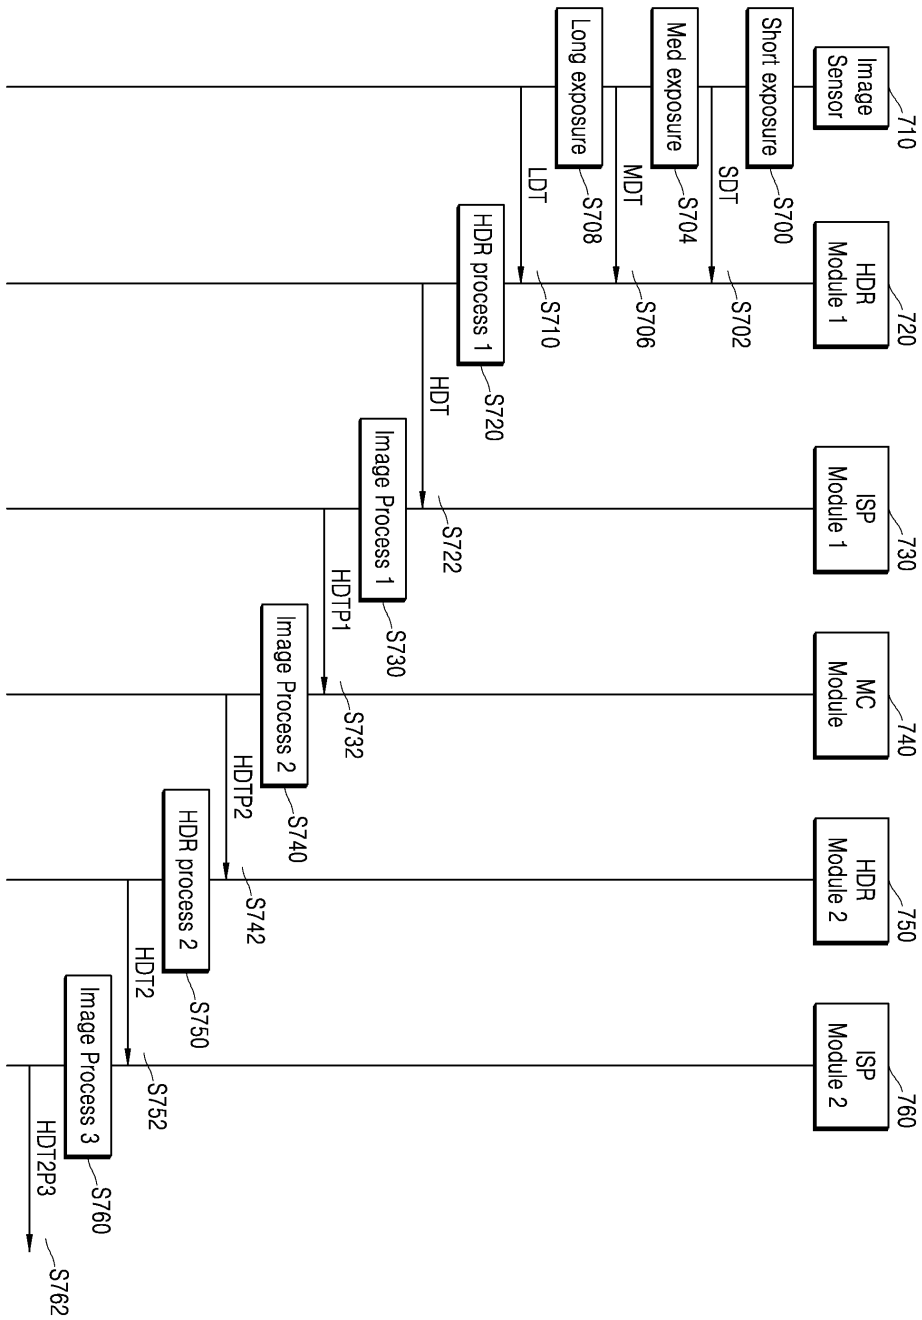 710
Image
Sensor
720
HDR
Module 1
730
ISP
Module 1
740
MC
Module
750
HDR
Module 2
760
ISP
Module 2
Short exposure
S700
SDT
S702
Med exposure
S704
MDT
S706
Long exposure
S708
LDT
S710
HDR process 1
S720
HDT
S722
Image Process 1
S730
HDTP1
S732
Image Process 2
S740
HDTP2
S742
HDR process 2
S750
HDT2
S752
Image Process 3
S760
HDT2P3
S762